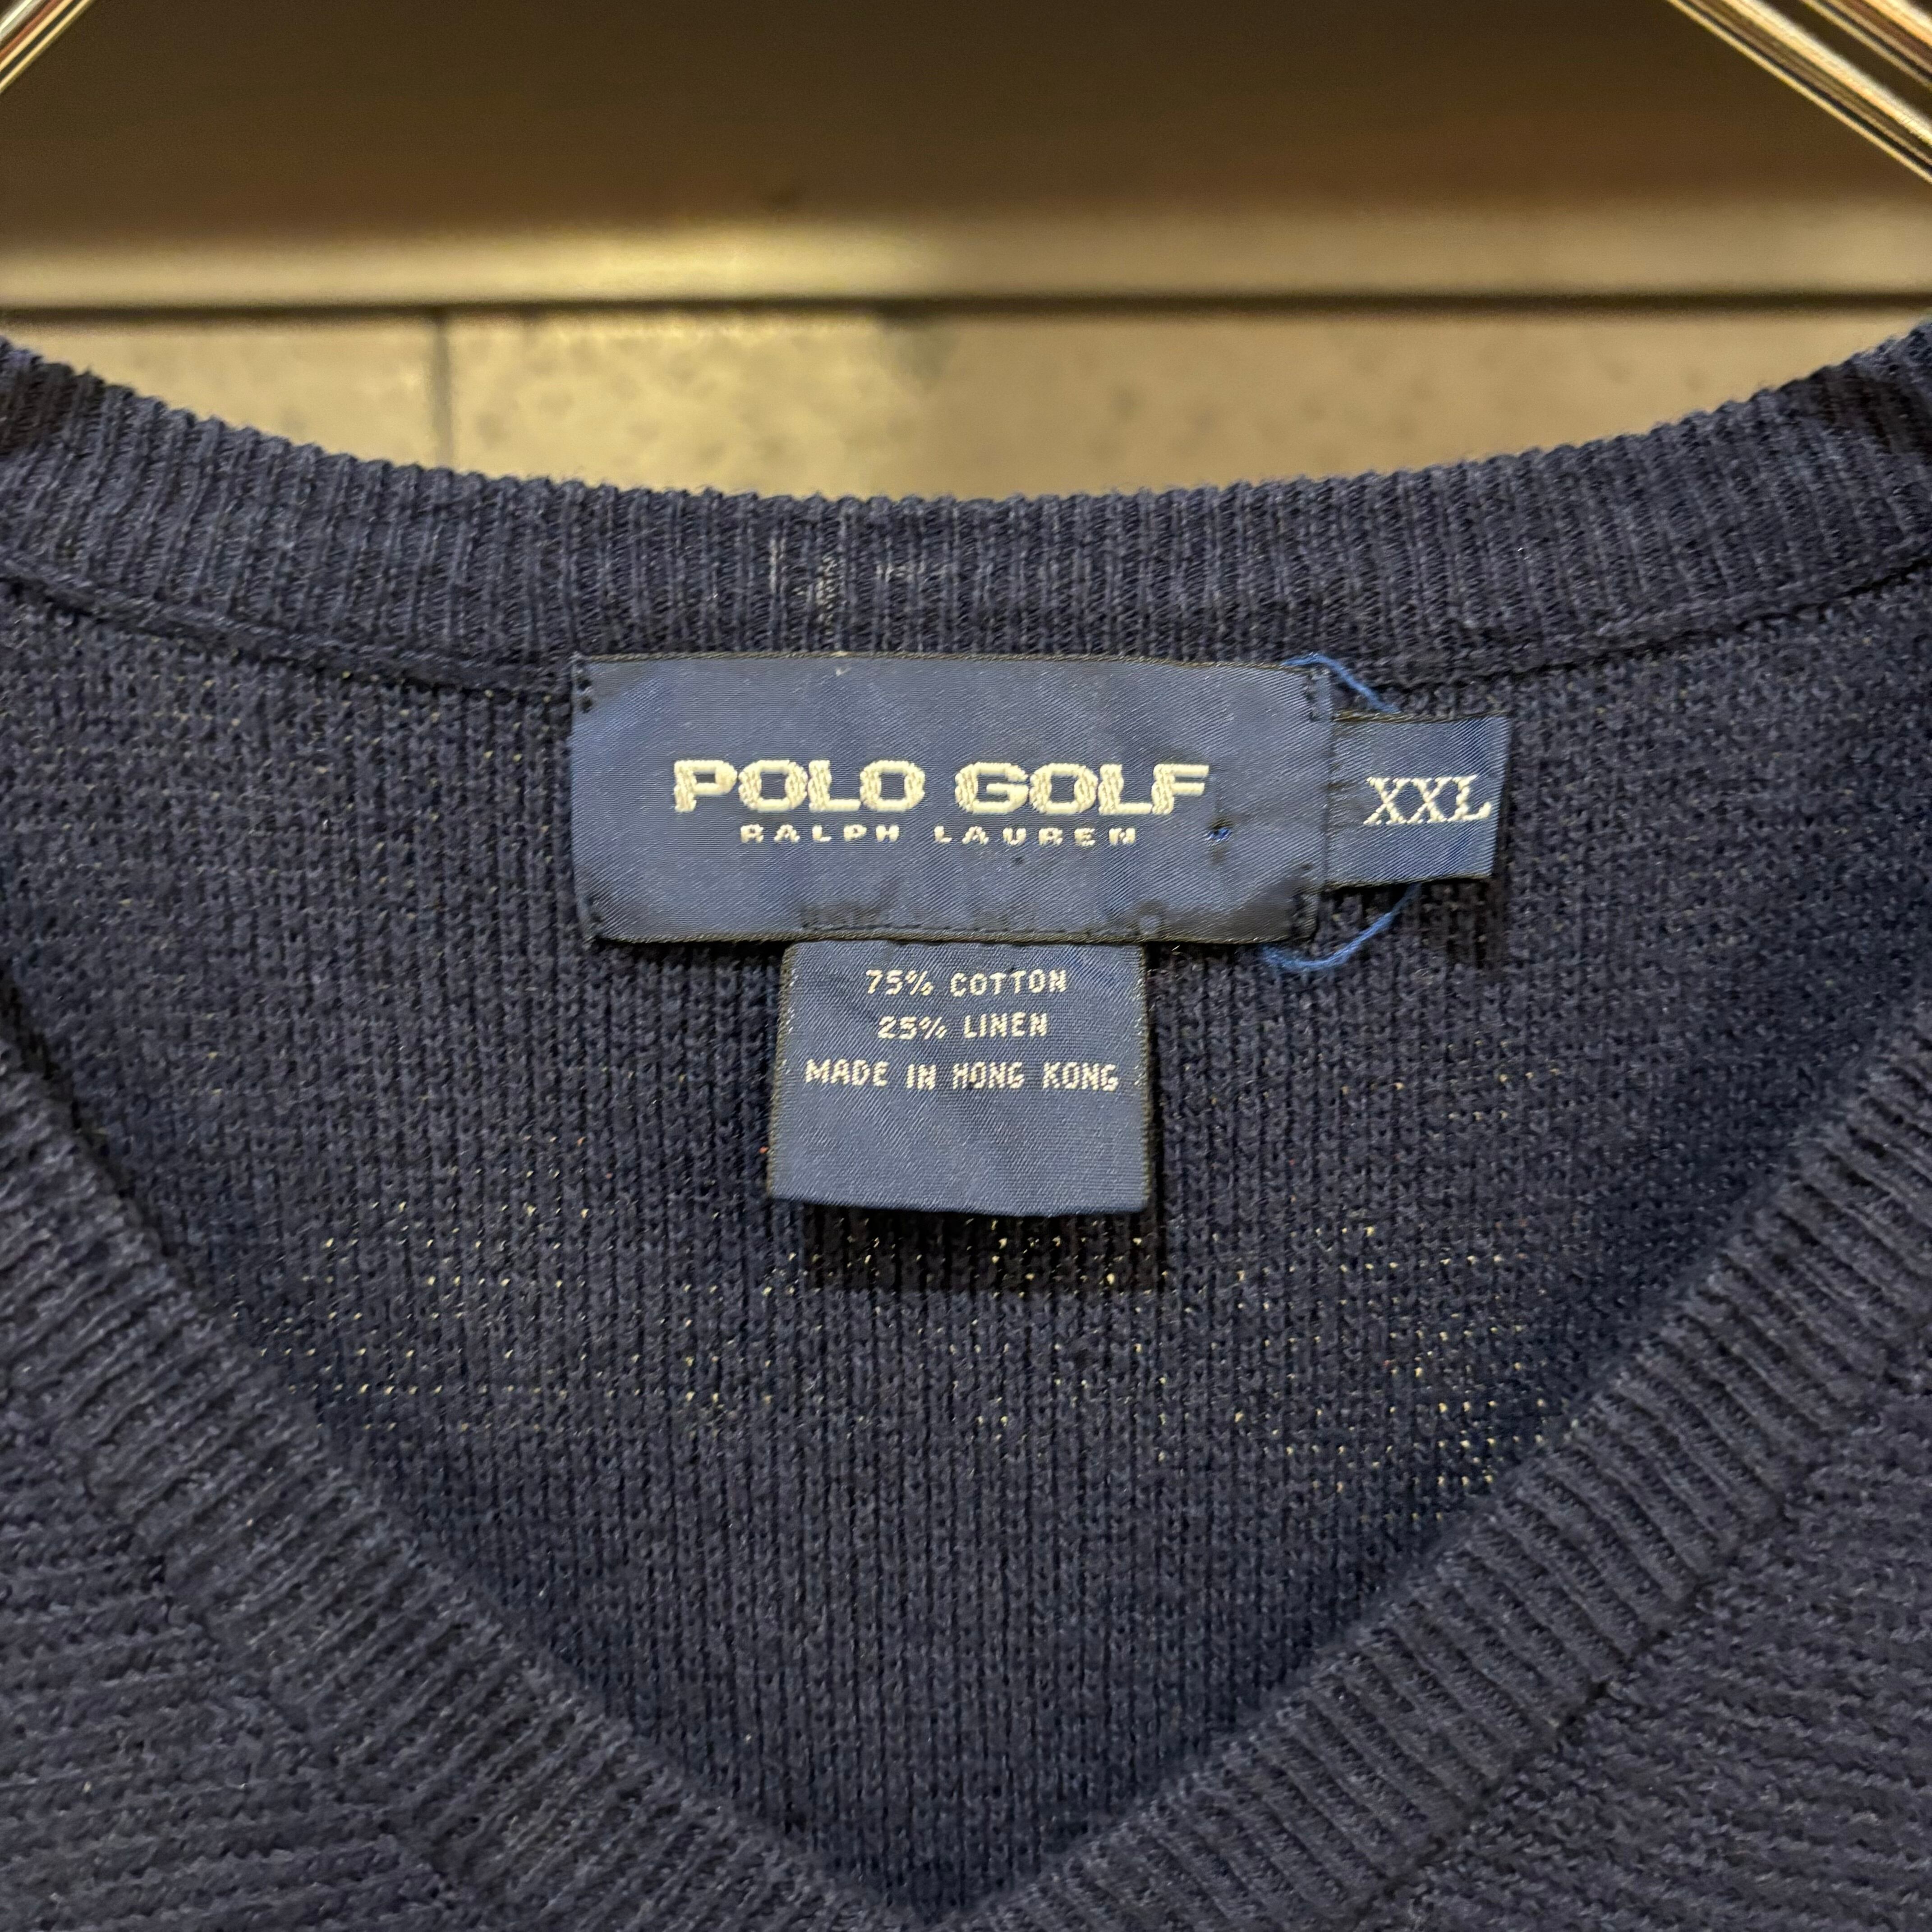 POLO GOLF
RALPH LAUREN
XXL
75% COTTON
25% LINEN
MADE IN HONG KONG